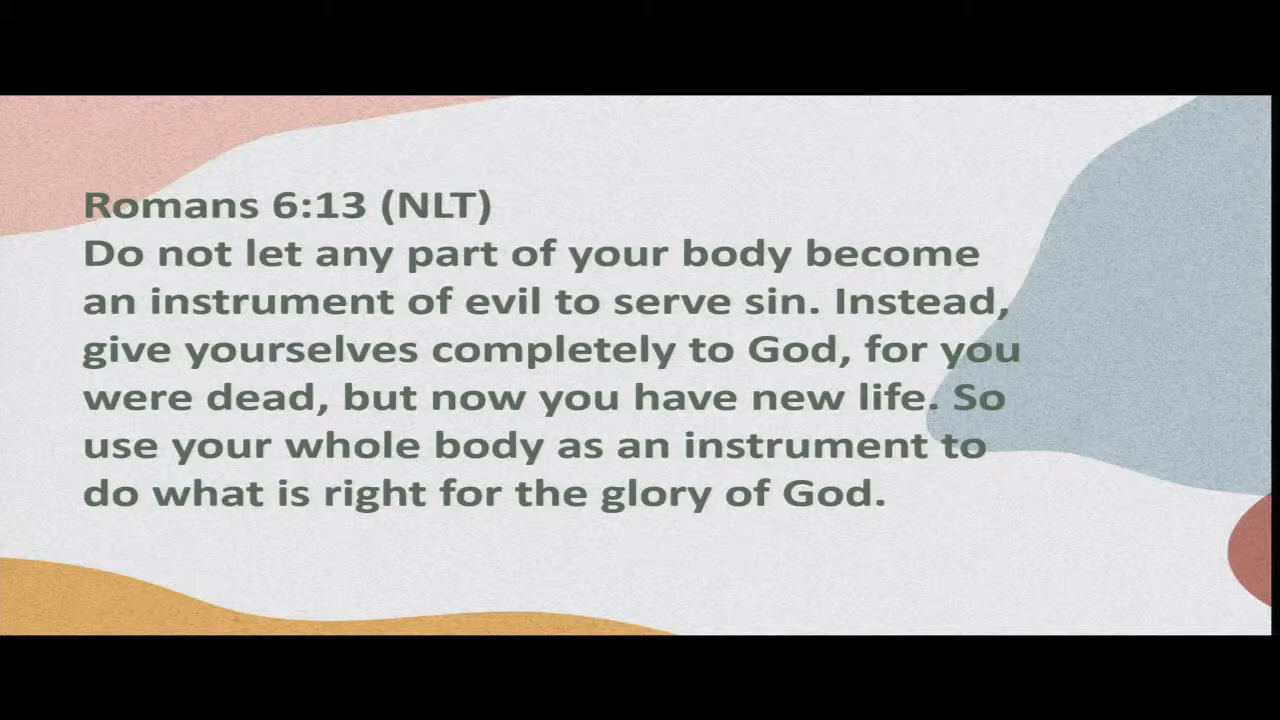 Romans 6:13 (NLT)
Do not let any part of your body become
an instrument of evil to serve sin. Instead,
give yourselves completely to God, for you
were dead, but now you have new life. So
use your whole body as an instrument to
do what is right for the glory of God.